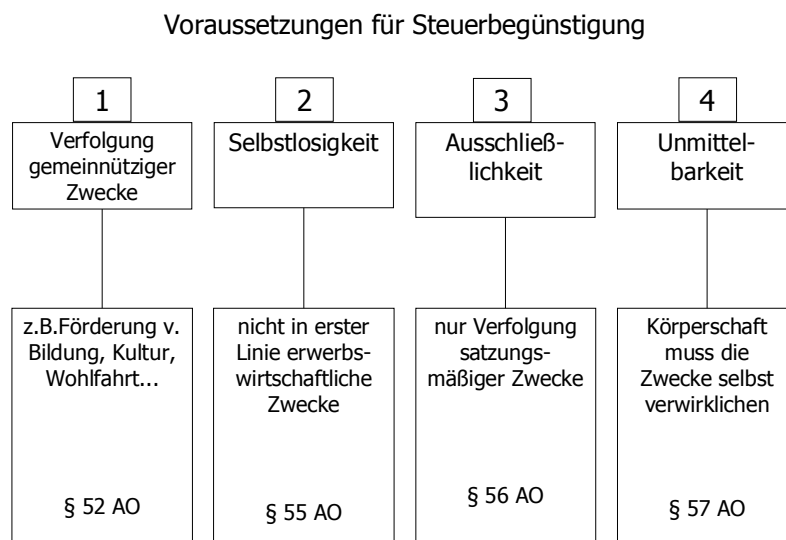 Voraussetzungen für Steuerbegünstigung
1
Verfolgung
gemeinnütziger
Zwecke
z.B.Förderung v.
Bildung, Kultur,
Wohlfahrt...
§ 52 AO
2
Selbstlosigkeit
nicht in erster
Linie erwerbs-
wirtschaftliche
Zwecke
§ 55 AO
3
Ausschließ-
lichkeit
nur Verfolgung
satzungs-
mäßiger Zwecke
§ 56 AO
4
Unmittel-
barkeit
Körperschaft
muss die
Zwecke selbst
verwirklichen
§ 57 AO